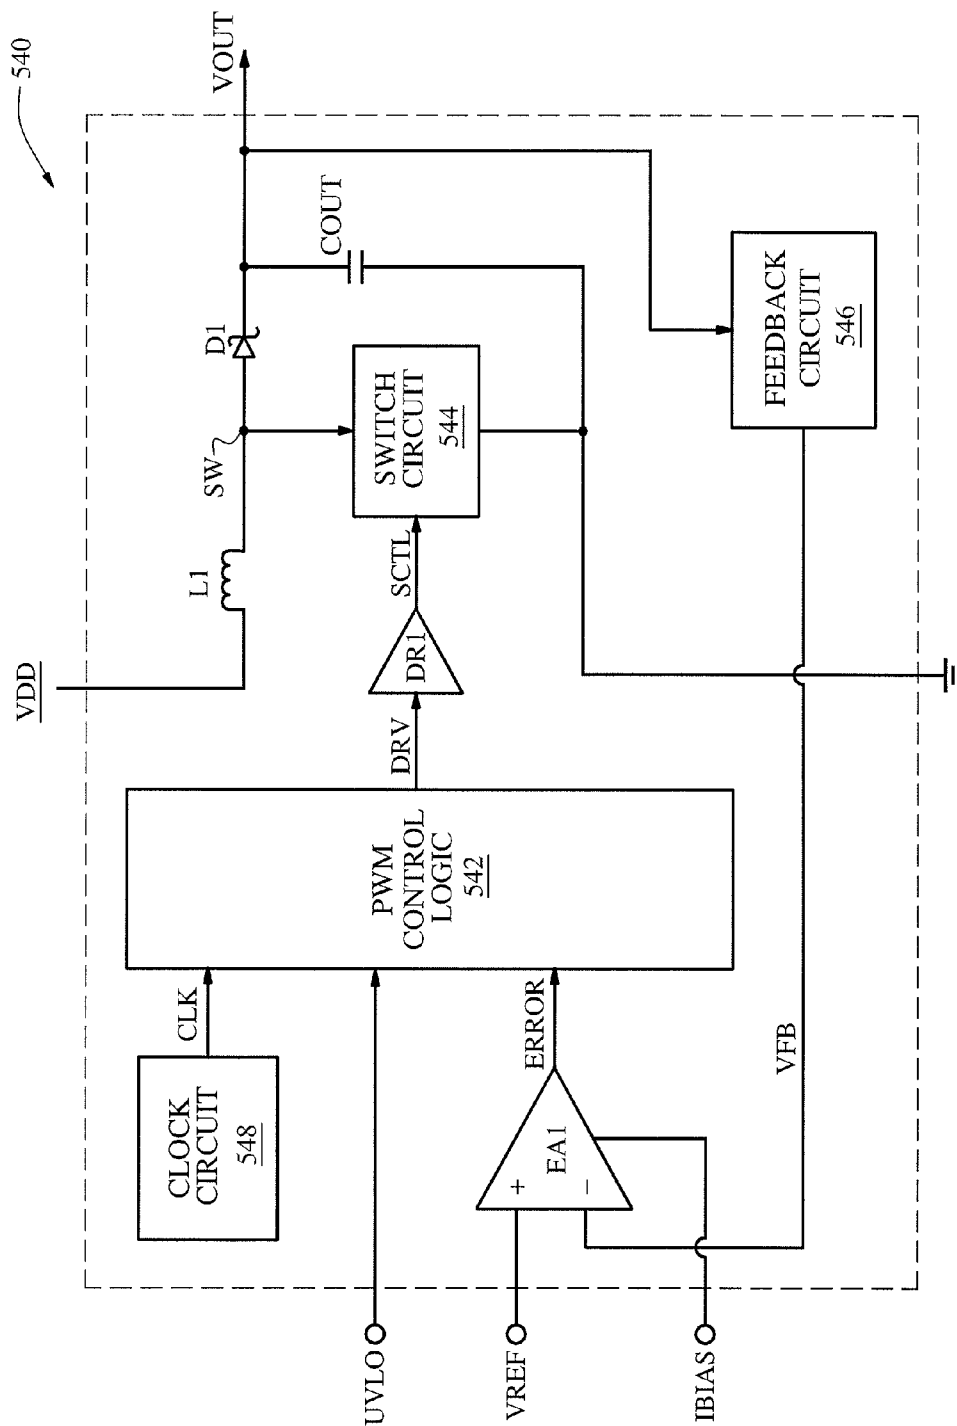 540
VDD
L1
SW
D1
VOUT
COUT
CLOCK
CIRCUIT
548
CLK
PWM
CONTROL
LOGIC
542
DRV
DR1
SCTL
SWITCH
CIRCUIT
544
UVLO
VREF
+
−
EA1
ERROR
IBIAS
VFB
FEEDBACK
CIRCUIT
546